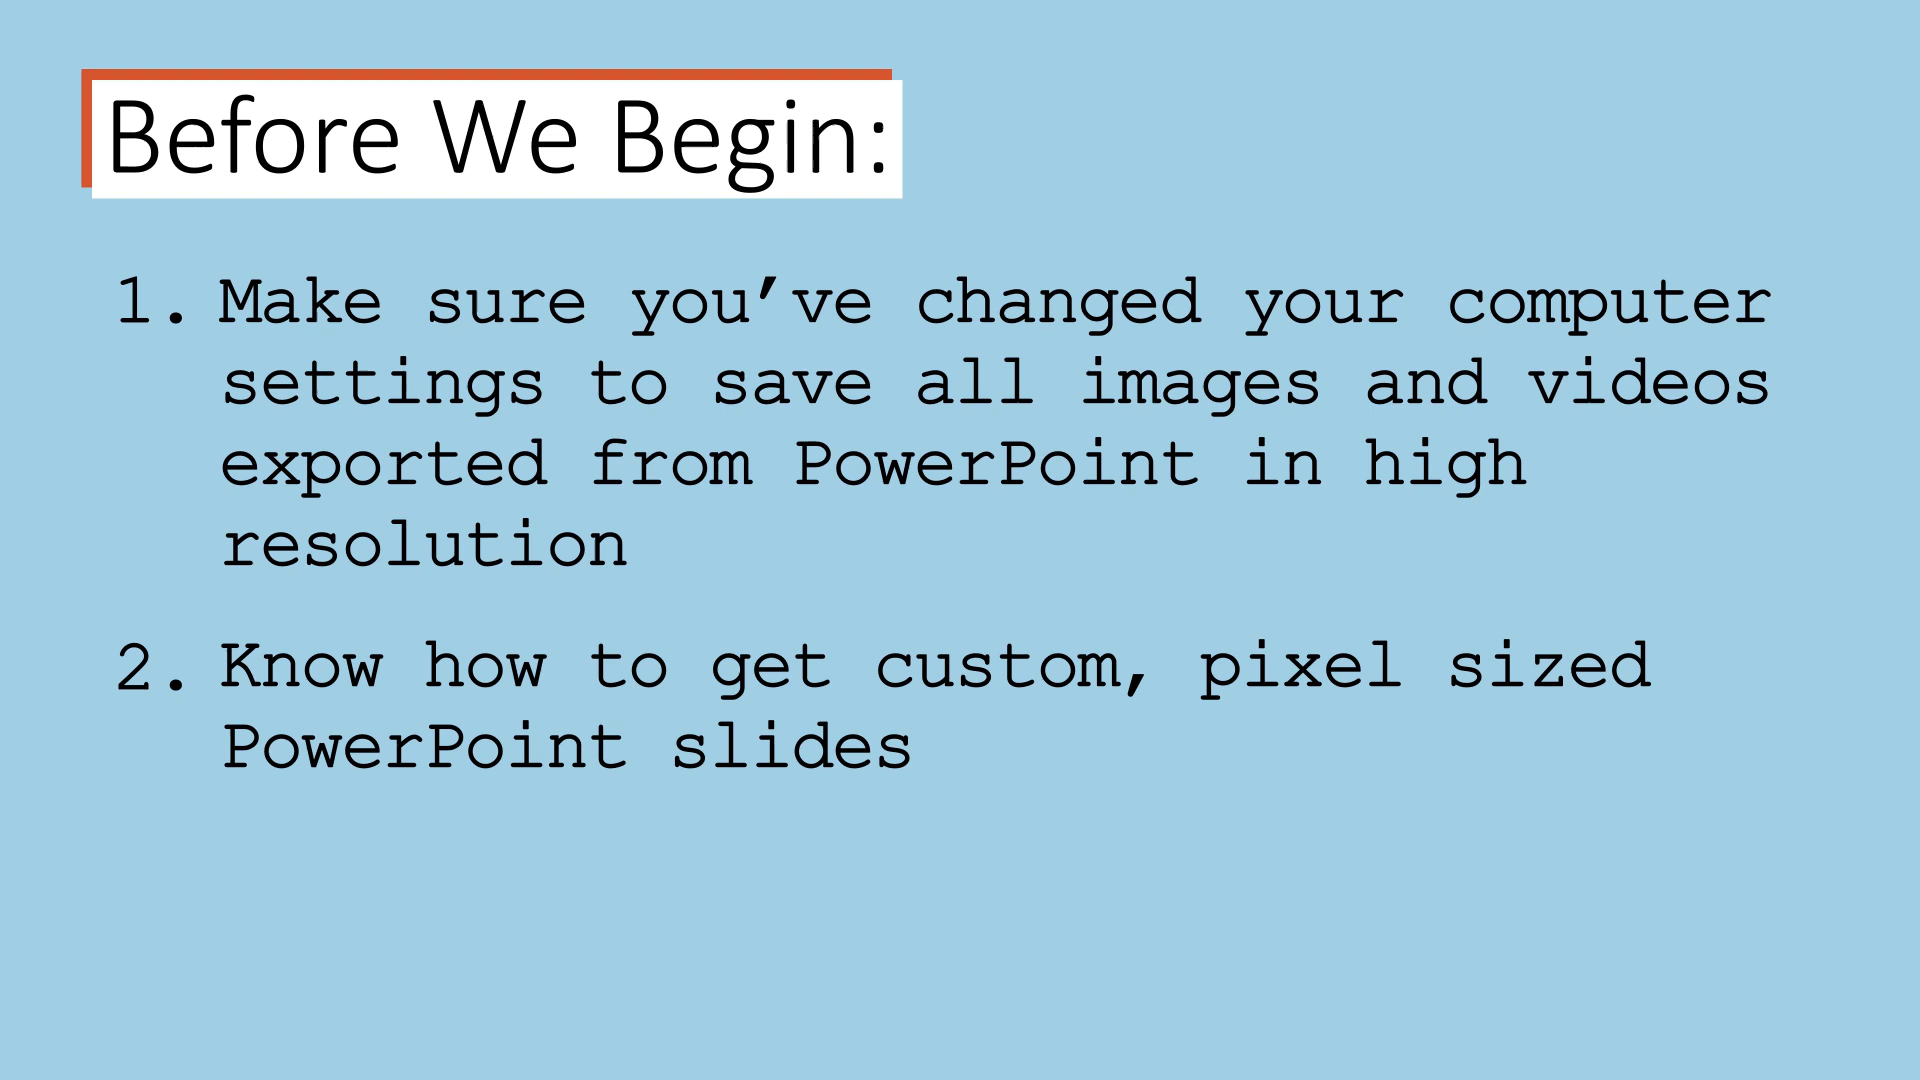 Before We Begin:
1. Make sure you’ve changed your computer
settings to save all images and videos
exported from PowerPoint in high
resolution
2. Know how to get custom, pixel sized
PowerPoint slides